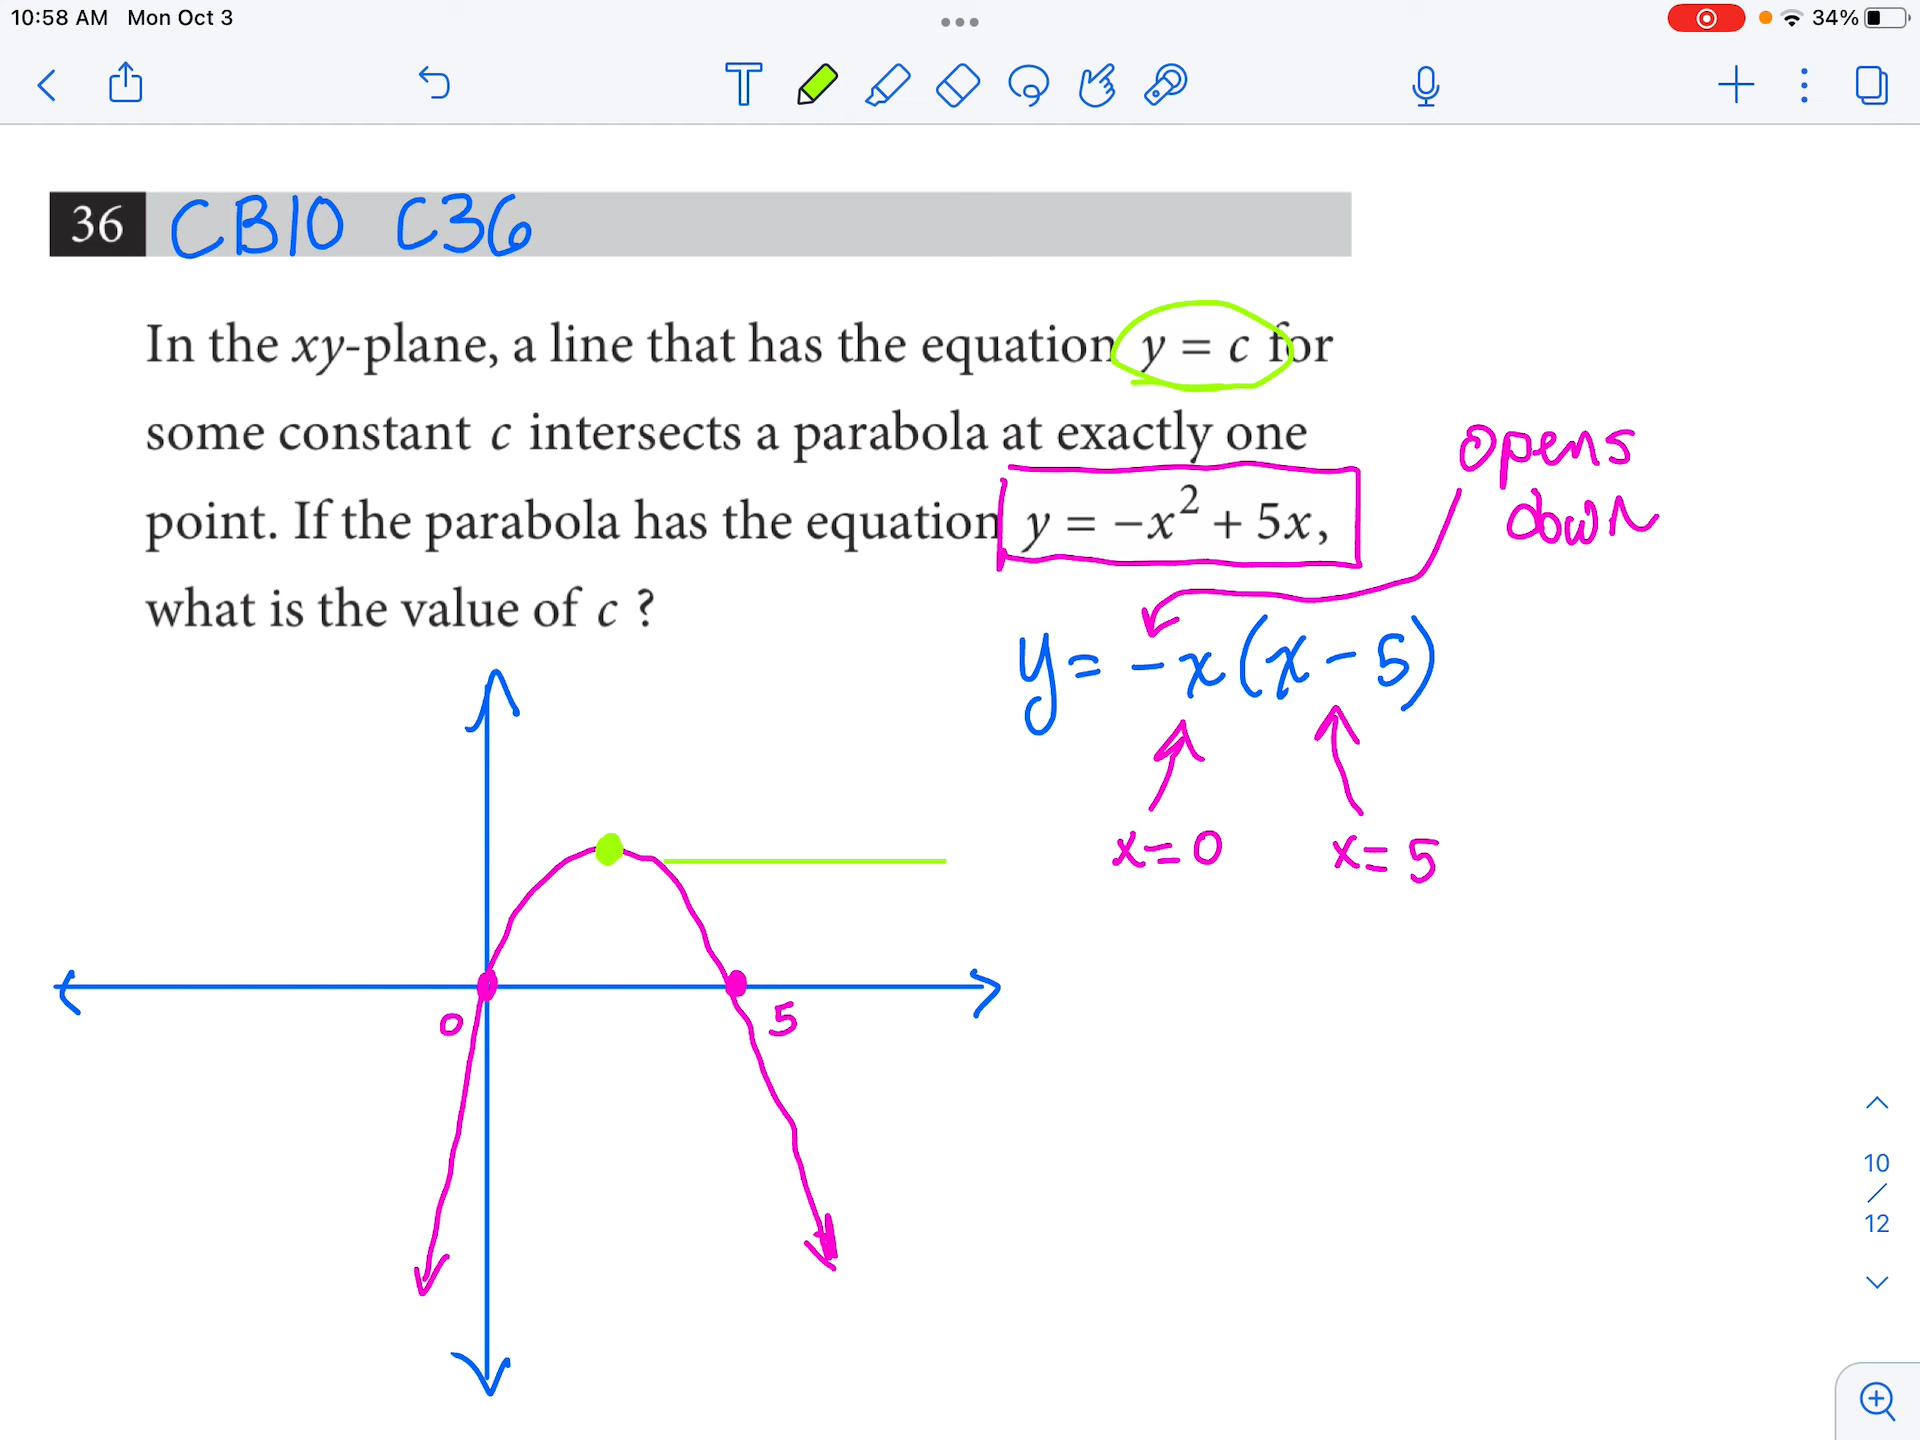 10:58 AM Mon Oct 3
34%
36 CB10 C36
In the xy-plane, a line that has the equation y = c for
some constant c intersects a parabola at exactly one
point. If the parabola has the equation y = −x² + 5x,
what is the value of c ?
opens
down
y = −x(x − 5)
x=0 x=5
0 5
10
/
12